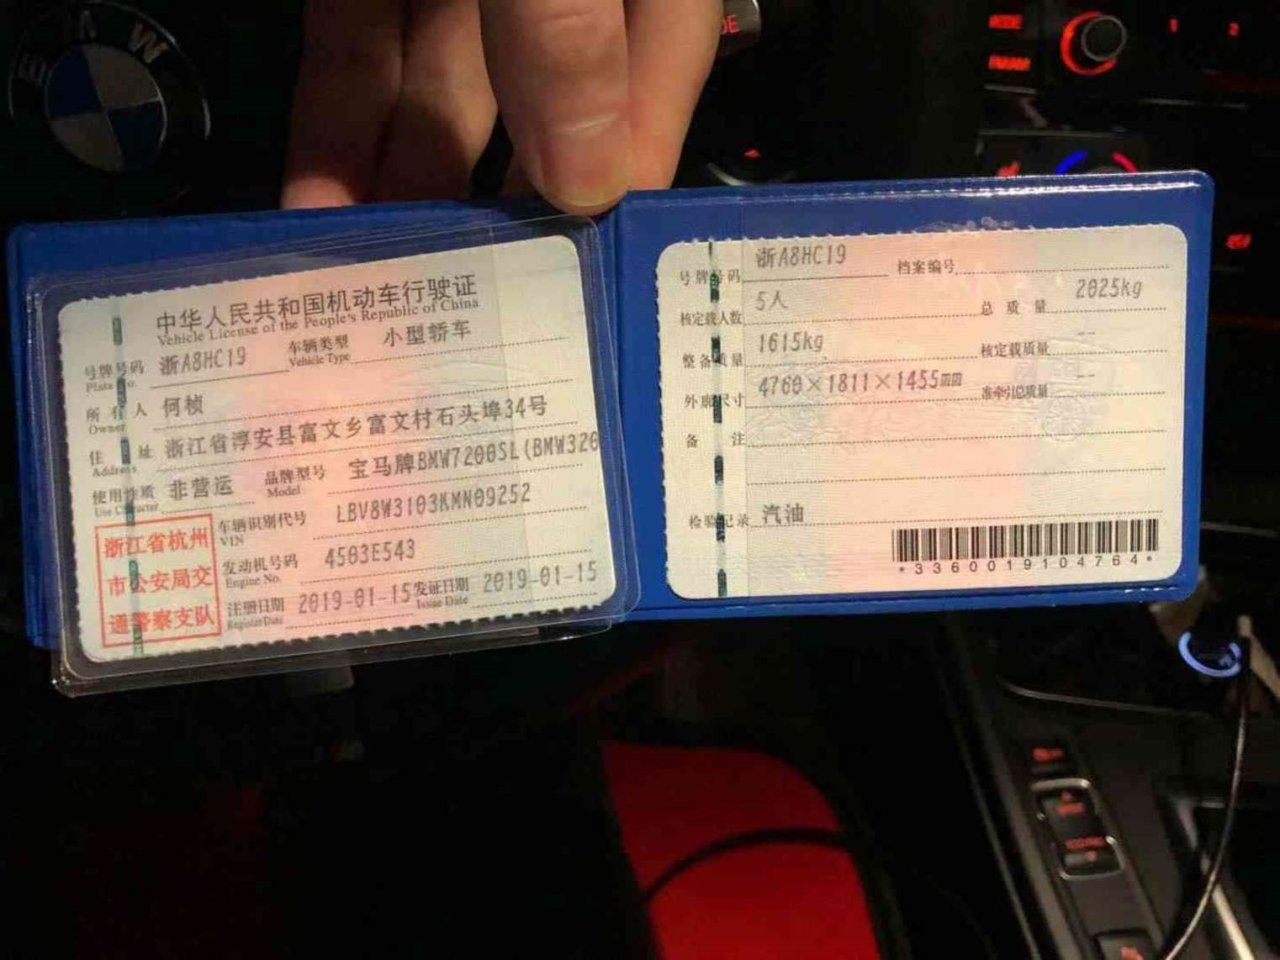 BMW
中华人民共和国机动车行驶证
Vehicle License of the People's Republic of China
号牌号码 浙A8HC19 车辆类型 小型轿车
Plate No. Vehicle Type
所有人 何桢
Owner
住址 浙江省淳安县富文乡富文村石头埠34号
Address
使用性质 非营运 品牌型号 宝马牌BMW7200SL(BMW320
Use Character Model
车辆识别代号 LBV8W3103KMN09252
VIN
发动机号码 4503E543
Engine No.
注册日期 2019-01-15 发证日期 2019-01-15
Register Date Issue Date
浙江省杭州
市公安局交
通警察支队
号牌号码 浙A8HC19 档案编号
核定载人数 5人 总质量 2025kg
整备质量 1615kg 核定载质量 --
外廓尺寸 4760×1811×1455mm 准牵引总质量 --
备注
检验记录 汽油
*3360019104764*
MODE
FM/AM
1
2